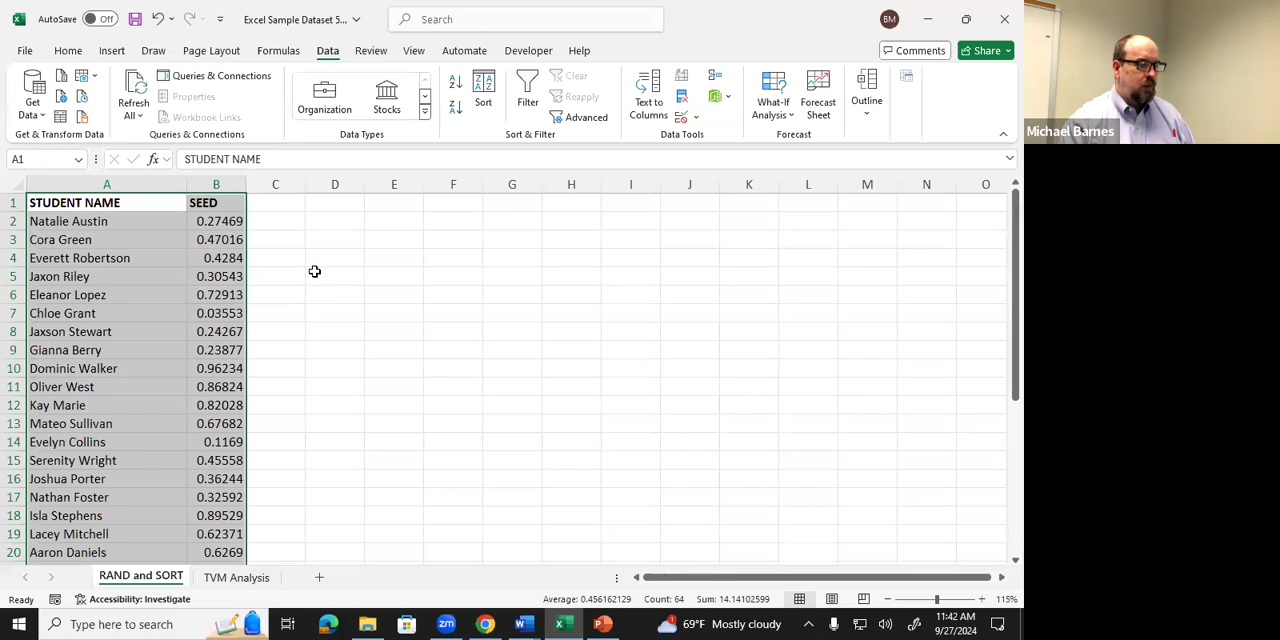 AutoSave Off Excel Sample Dataset 5... Search BM
File Home Insert Draw Page Layout Formulas Data Review View Automate Developer Help Comments Share
Get Data Refresh All Queries & Connections Properties Workbook Links Organization Stocks Sort Filter Clear Reapply Advanced Text to Columns What-If Analysis Forecast Sheet Outline
Get & Transform Data Queries & Connections Data Types Sort & Filter Data Tools Forecast
Michael Barnes
A1 fx STUDENT NAME
A B C D E F G H I J K L M N O
1 STUDENT NAME SEED
2 Natalie Austin 0.27469
3 Cora Green 0.47016
4 Everett Robertson 0.4284
5 Jaxon Riley 0.30543
6 Eleanor Lopez 0.72913
7 Chloe Grant 0.03553
8 Jaxson Stewart 0.24267
9 Gianna Berry 0.23877
10 Dominic Walker 0.96234
11 Oliver West 0.86824
12 Kay Marie 0.82028
13 Mateo Sullivan 0.67682
14 Evelyn Collins 0.1169
15 Serenity Wright 0.45558
16 Joshua Porter 0.36244
17 Nathan Foster 0.32592
18 Isla Stephens 0.89529
19 Lacey Mitchell 0.62371
20 Aaron Daniels 0.6269
RAND and SORT TVM Analysis
Ready Accessibility: Investigate Average: 0.456162129 Count: 64 Sum: 14.14102599 115%
Type here to search zm 69°F Mostly cloudy 11:42 AM
9/27/2024